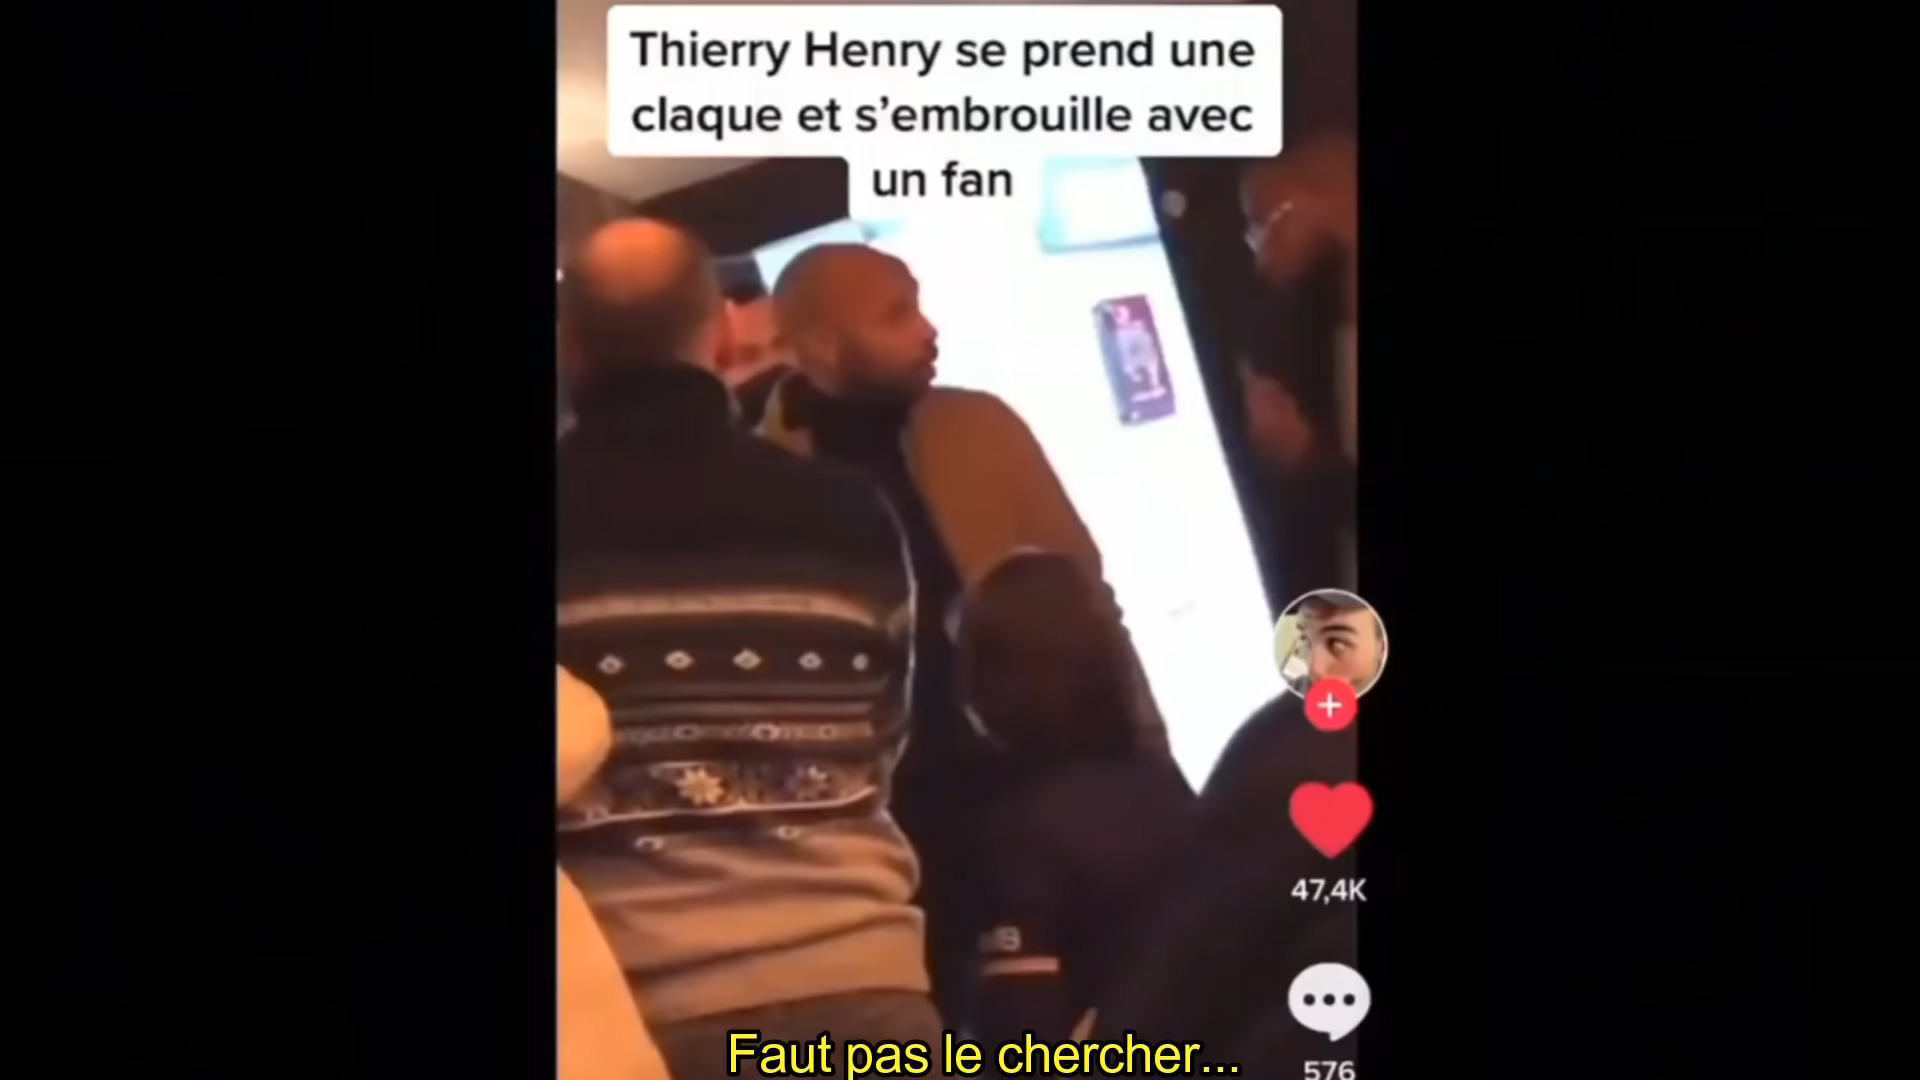 Thierry Henry se prend une
claque et s’embrouille avec
un fan
47,4K
576
Faut pas le chercher...